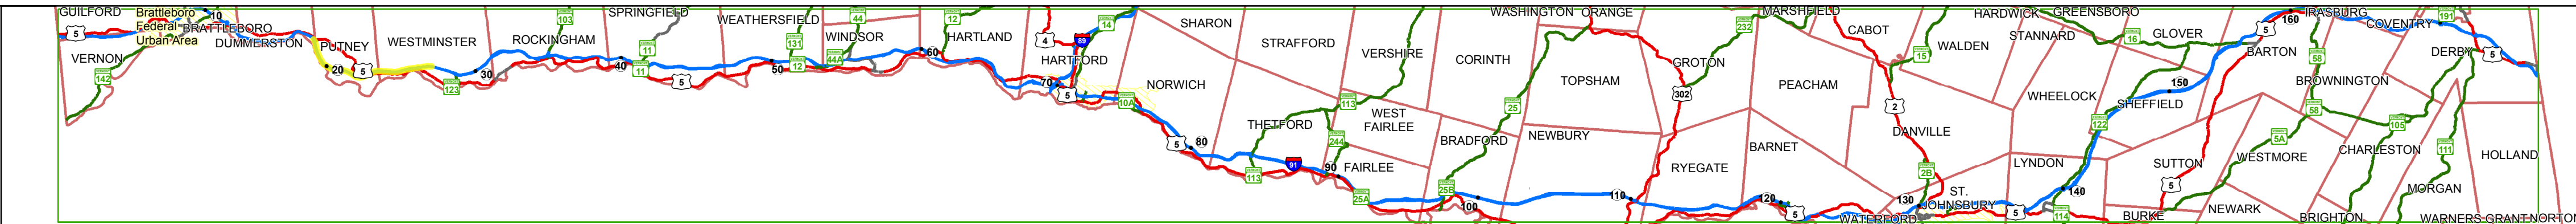 GUILFORD
Brattleboro
Federal
Urban Area
BRATTLEBORO
VERNON
DUMMERSTON
PUTNEY
WESTMINSTER
ROCKINGHAM
SPRINGFIELD
WEATHERSFIELD
WINDSOR
HARTLAND
HARTFORD
NORWICH
SHARON
STRAFFORD
THETFORD
VERSHIRE
WEST
FAIRLEE
FAIRLEE
CORINTH
BRADFORD
WASHINGTON
ORANGE
TOPSHAM
NEWBURY
GROTON
RYEGATE
MARSHFIELD
PEACHAM
BARNET
CABOT
DANVILLE
WATERFORD
WALDEN
ST.
JOHNSBURY
HARDWICK
STANNARD
GREENSBORO
WHEELOCK
LYNDON
GLOVER
SHEFFIELD
SUTTON
BURKE
BARTON
IRASBURG
BROWNINGTON
WESTMORE
NEWARK
COVENTRY
DERBY
CHARLESTON
BRIGHTON
MORGAN
HOLLAND
WARNERS GRANT
NORTO
5
142
10
20
5
123
30
103
40
11
11
5
50
131
12
44
44A
60
12
4
89
14
70
5
10A
5
80
113
91
244
113
90
25A
25
25B
100
110
302
232
120
5
2
15
2B
130
5
114
140
122
16
150
5
5
160
58
58
5A
105
111
191
5